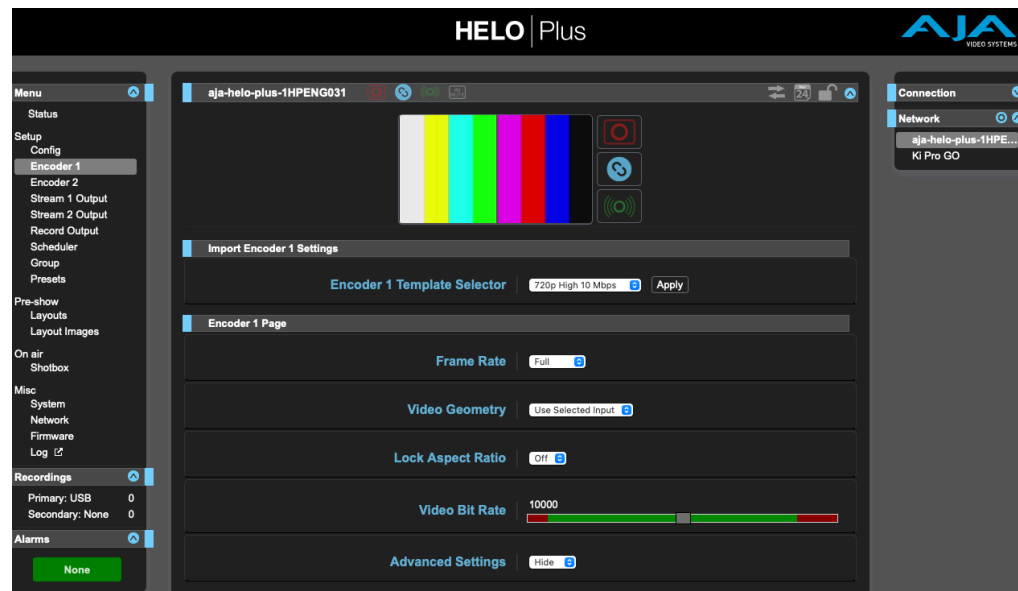 HELO Plus
AJA
VIDEO SYSTEMS
Menu
Status
Setup
Config
Encoder 1
Encoder 2
Stream 1 Output
Stream 2 Output
Record Output
Scheduler
Group
Presets
Pre-show
Layouts
Layout Images
On air
Shotbox
Misc
System
Network
Firmware
Log
Recordings
Primary: USB 0
Secondary: None 0
Alarms
None
aja-helo-plus-1HPENG031
24
Import Encoder 1 Settings
Encoder 1 Template Selector 720p High 10 Mbps Apply
Encoder 1 Page
Frame Rate Full
Video Geometry Use Selected Input
Lock Aspect Ratio Off
Video Bit Rate 10000
Advanced Settings Hide
Connection
Network
aja-helo-plus-1HPE...
Ki Pro GO